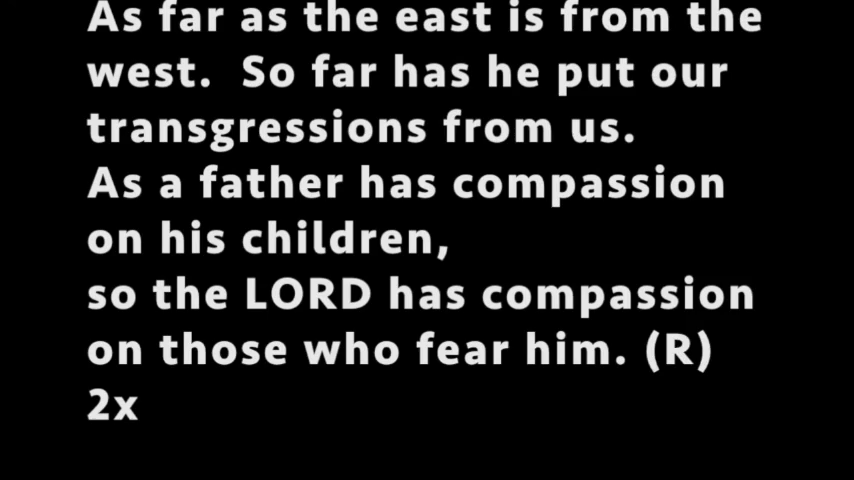 As far as the east is from the
west.  So far has he put our
transgressions from us.
As a father has compassion
on his children,
so the LORD has compassion
on those who fear him. (R)
2x